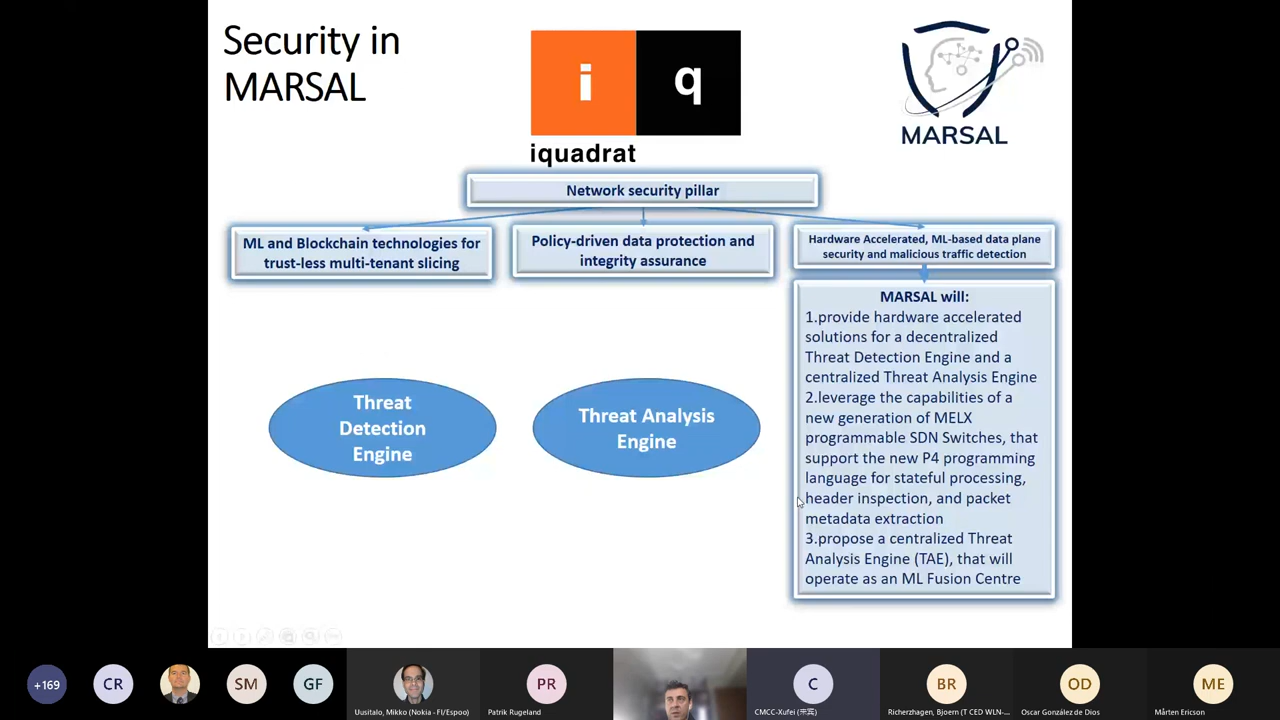 Security in
MARSAL
i q
iquadrat
MARSAL
Network security pillar
ML and Blockchain technologies for
trust-less multi-tenant slicing
Policy-driven data protection and
integrity assurance
Hardware Accelerated, ML-based data plane
security and malicious traffic detection
MARSAL will:
1.provide hardware accelerated
solutions for a decentralized
Threat Detection Engine and a
centralized Threat Analysis Engine
2.leverage the capabilities of a
new generation of MELX
programmable SDN Switches, that
support the new P4 programming
language for stateful processing,
header inspection, and packet
metadata extraction
3.propose a centralized Threat
Analysis Engine (TAE), that will
operate as an ML Fusion Centre
Threat
Detection
Engine
Threat Analysis
Engine
+169
CR
SM
GF
Uusitalo, Mikko (Nokia - FI/Espoo)
PR
Patrik Rugeland
C
CMCC-Xufei
BR
Richerzhagen, Bjoern (T CED WLN-...
OD
Oscar González de Dios
ME
Mårten Ericson